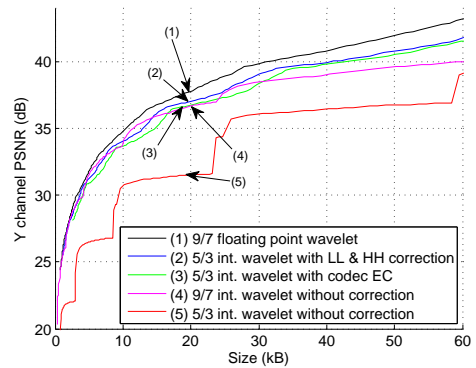 Y channel PSNR (dB)
40
35
30
25
20
(1)
(2)
(3)
(4)
(5)
(1) 9/7 floating point wavelet
(2) 5/3 int. wavelet with LL & HH correction
(3) 5/3 int. wavelet with codec EC
(4) 9/7 int. wavelet without correction
(5) 5/3 int. wavelet without correction
0 10 20 30 40 50 60
Size (kB)